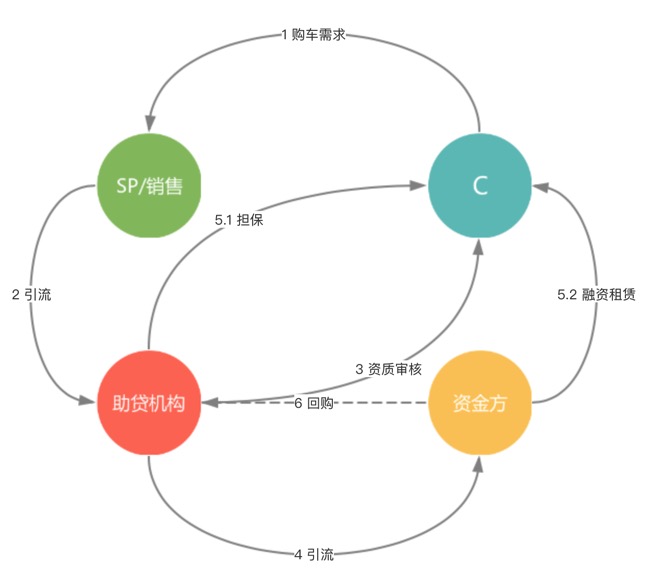 1 购车需求
SP/销售
C
5.1 担保
2 引流
5.2 融资租赁
3 资质审核
助贷机构
6 回购
资金方
4 引流